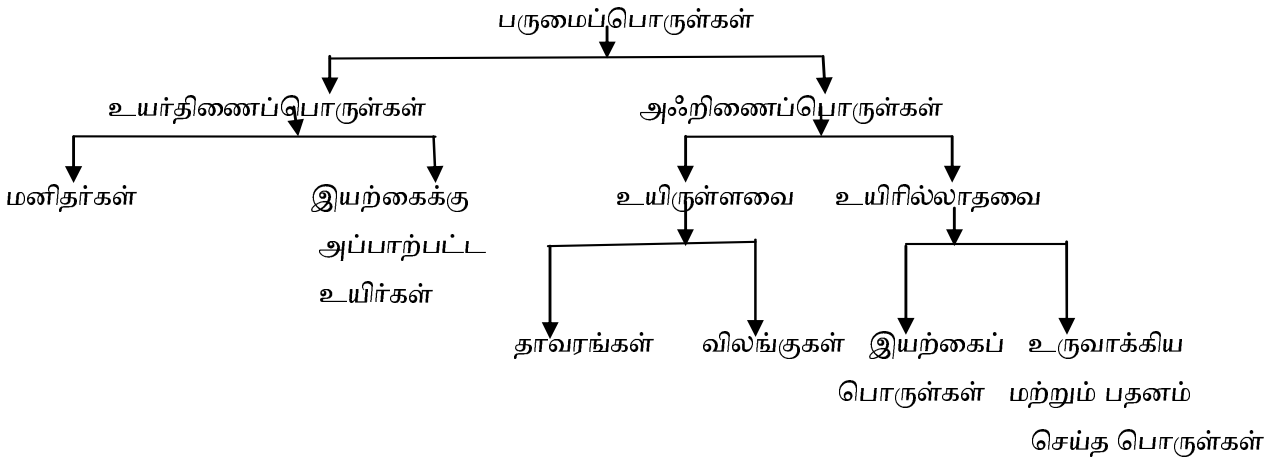 பருமைப்பொருள்கள்
உயர்திணைப்பொருள்கள் அஃறிணைப்பொருள்கள்
மனிதர்கள் இயற்கைக்கு உயிருள்ளவை உயிரில்லாதவை
அப்பாற்பட்ட
உயிர்கள்
தாவரங்கள் விலங்குகள் இயற்கைப் உருவாக்கிய
பொருள்கள் மற்றும் பதனம்
செய்த பொருள்கள்